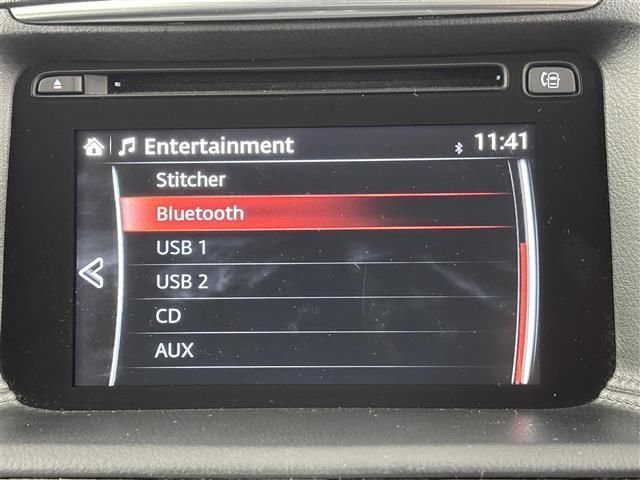 Entertainment 11:41
Stitcher
Bluetooth
USB 1
USB 2
CD
AUX